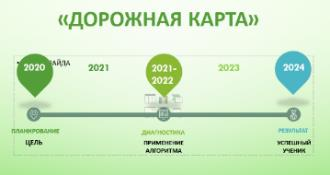 «ДОРОЖНАЯ КАРТА»
2020
2021
2021-
2022
2023
2024
ПЛАНИРОВАНИЕ
ЦЕЛЬ
ДИАГНОСТИКА
ПРИМЕНЕНИЕ
АЛГОРИТМА
РЕЗУЛЬТАТ
УСПЕШНЫЙ
УЧЕНИК